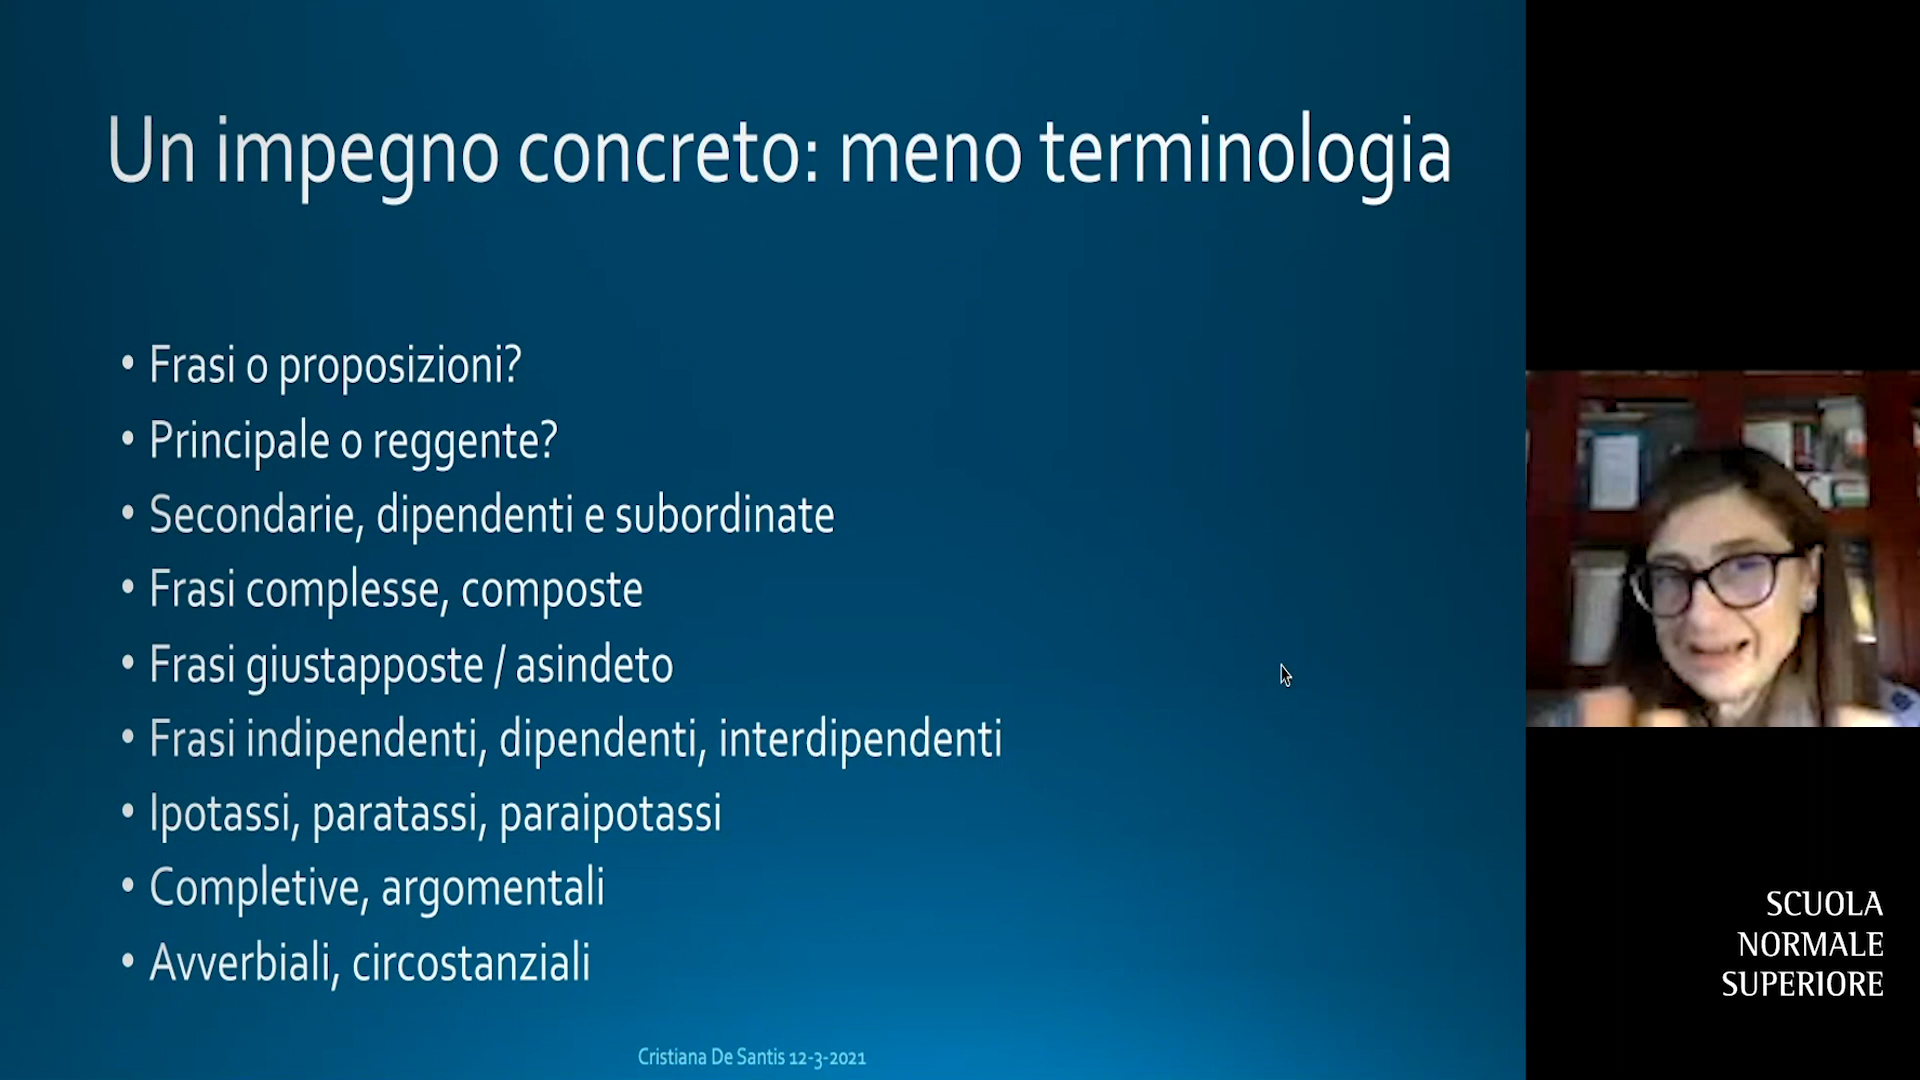 Un impegno concreto: meno terminologia
• Frasi o proposizioni?
• Principale o reggente?
• Secondarie, dipendenti e subordinate
• Frasi complesse, composte
• Frasi giustapposte / asindeto
• Frasi indipendenti, dipendenti, interdipendenti
• Ipotassi, paratassi, paraipotassi
• Completive, argomentali
• Avverbiali, circostanziali
Cristiana De Santis 12-3-2021
SCUOLA
NORMALE
SUPERIORE